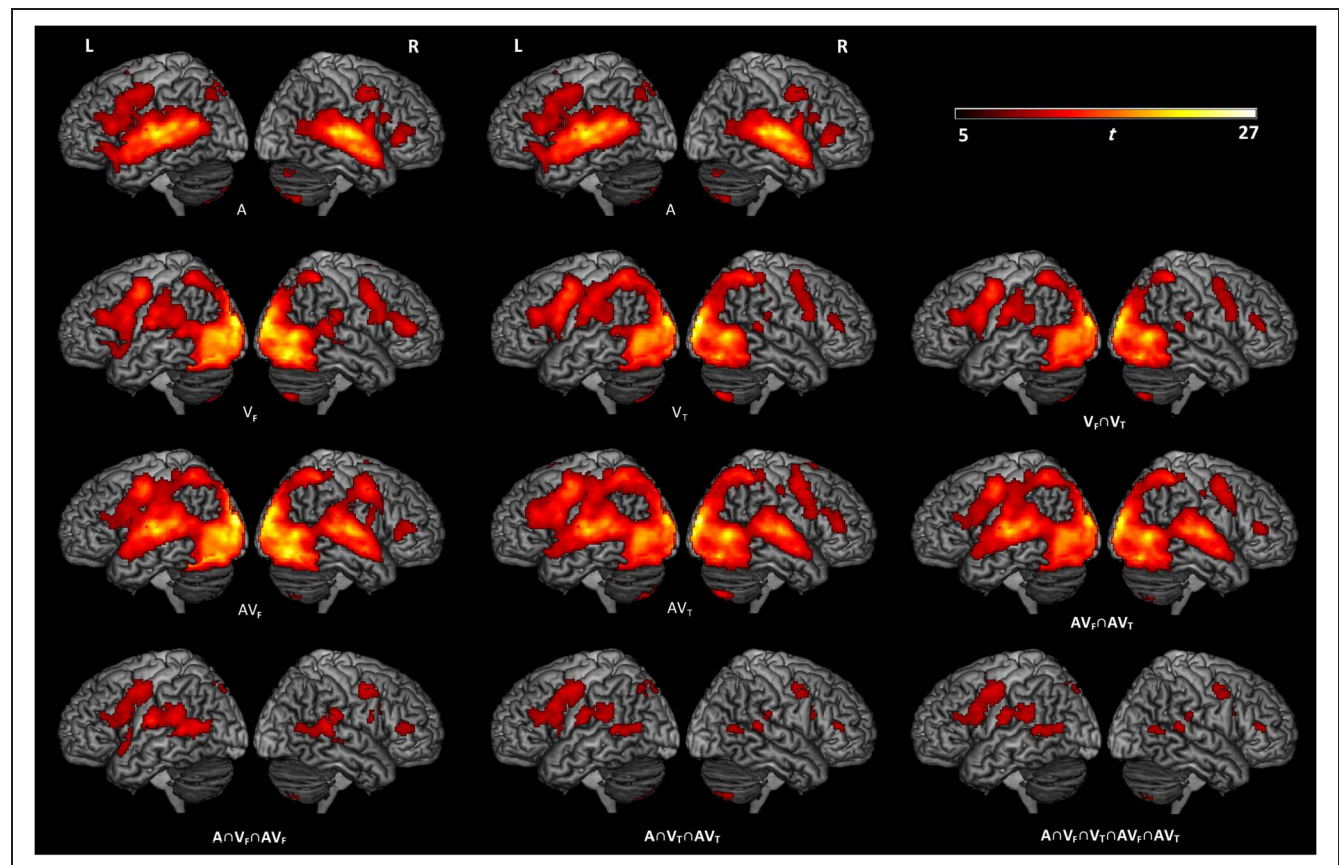 L R L R
5 t 27
A A
V_F V_T V_F∩V_T
AV_F AV_T AV_F∩AV_T
A∩V_F∩AV_F A∩V_T∩AV_T A∩V_F∩V_T∩AV_F∩AV_T